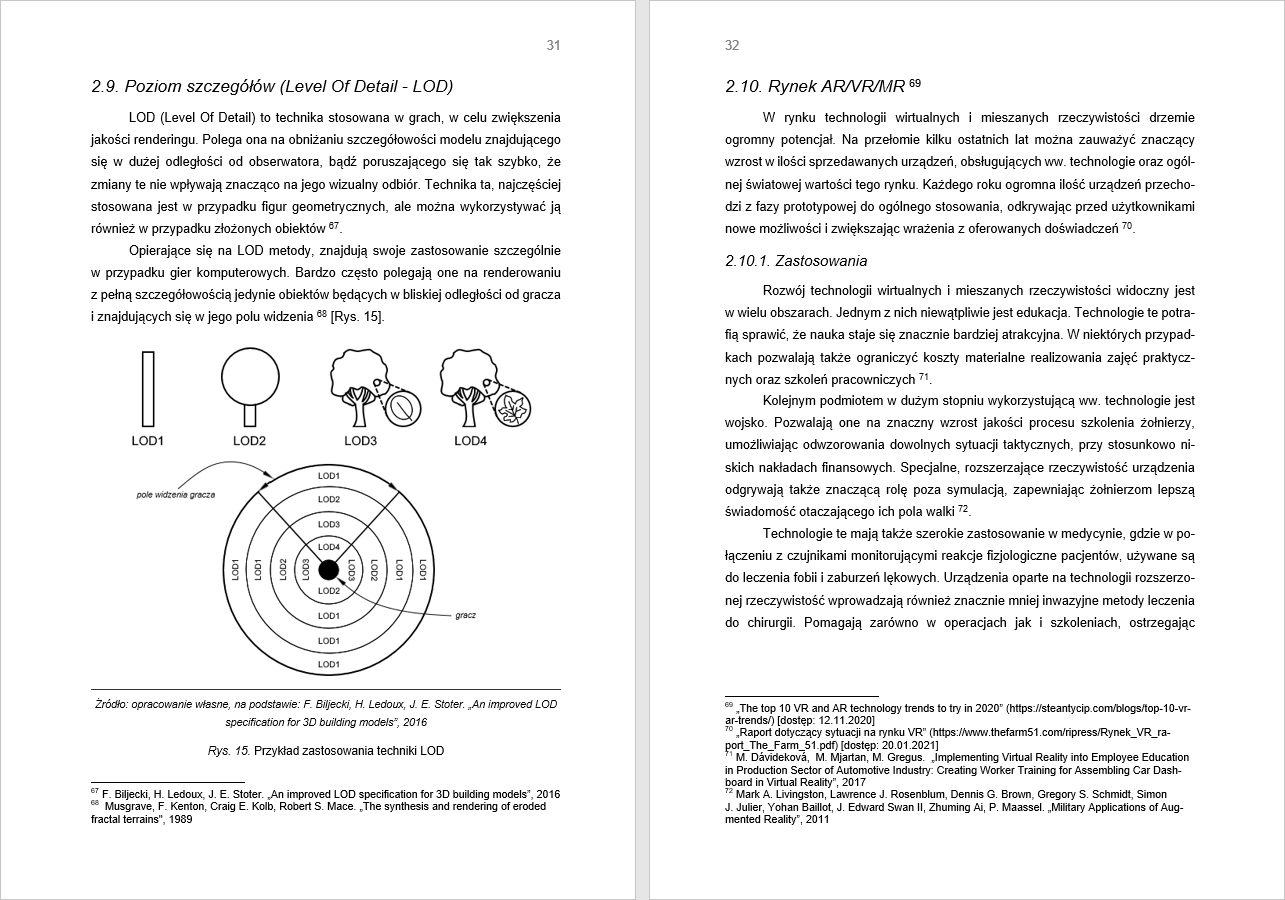 31
2.9. Poziom szczegółów (Level Of Detail - LOD)
LOD (Level Of Detail) to technika stosowana w grach, w celu zwiększenia
jakości renderingu. Polega ona na obniżaniu szczegółowości modelu znajdującego
się w dużej odległości od obserwatora, bądź poruszającego się tak szybko, że
zmiany te nie wpływają znacząco na jego wizualny odbiór. Technika ta, najczęściej
stosowana jest w przypadku figur geometrycznych, ale można wykorzystywać ją
również w przypadku złożonych obiektów 67.
Opierające się na LOD metody, znajdują swoje zastosowanie szczególnie
w przypadku gier komputerowych. Bardzo często polegają one na renderowaniu
z pełną szczegółowością jedynie obiektów będących w bliskiej odległości od gracza
i znajdujących się w jego polu widzenia 68 [Rys. 15].
LOD1 LOD2 LOD3 LOD4
pole widzenia gracza
LOD1
LOD2
LOD3
LOD4
LOD1 LOD1 LOD2 LOD3 LOD3 LOD2 LOD1 LOD1
LOD2
LOD1
LOD1
LOD1
gracz
Żródło: opracowanie własne, na podstawie: F. Biljecki, H. Ledoux, J. E. Stoter. „An improved LOD
specification for 3D building models”, 2016
Rys. 15. Przykład zastosowania techniki LOD
67 F. Biljecki, H. Ledoux, J. E. Stoter. „An improved LOD specification for 3D building models”, 2016
68 Musgrave, F. Kenton, Craig E. Kolb, Robert S. Mace. „The synthesis and rendering of eroded
fractal terrains", 1989
32
2.10. Rynek AR/VR/MR 69
W rynku technologii wirtualnych i mieszanych rzeczywistości drzemie
ogromny potencjał. Na przełomie kilku ostatnich lat można zauważyć znaczący
wzrost w ilości sprzedawanych urządzeń, obsługujących ww. technologie oraz ogól-
nej światowej wartości tego rynku. Każdego roku ogromna ilość urządzeń przecho-
dzi z fazy prototypowej do ogólnego stosowania, odkrywając przed użytkownikami
nowe możliwości i zwiększając wrażenia z oferowanych doświadczeń 70.
2.10.1. Zastosowania
Rozwój technologii wirtualnych i mieszanych rzeczywistości widoczny jest
w wielu obszarach. Jednym z nich niewątpliwie jest edukacja. Technologie te potra-
fią sprawić, że nauka staje się znacznie bardziej atrakcyjna. W niektórych przypad-
kach pozwalają także ograniczyć koszty materialne realizowania zajęć praktycz-
nych oraz szkoleń pracowniczych 71.
Kolejnym podmiotem w dużym stopniu wykorzystującą ww. technologie jest
wojsko. Pozwalają one na znaczny wzrost jakości procesu szkolenia żołnierzy,
umożliwiając odwzorowania dowolnych sytuacji taktycznych, przy stosunkowo ni-
skich nakładach finansowych. Specjalne, rozszerzające rzeczywistość urządzenia
odgrywają także znaczącą rolę poza symulacją, zapewniając żołnierzom lepszą
świadomość otaczającego ich pola walki 72.
Technologie te mają także szerokie zastosowanie w medycynie, gdzie w po-
łączeniu z czujnikami monitorującymi reakcje fizjologiczne pacjentów, używane są
do leczenia fobii i zaburzeń lękowych. Urządzenia oparte na technologii rozszerzo-
nej rzeczywistość wprowadzają również znacznie mniej inwazyjne metody leczenia
do chirurgii. Pomagają zarówno w operacjach jak i szkoleniach, ostrzegając
69 „The top 10 VR and AR technology trends to try in 2020” (https://steantycip.com/blogs/top-10-vr-
ar-trends/) [dostęp: 12.11.2020]
70 „Raport dotyczący sytuacji na rynku VR” (https://www.thefarm51.com/ripress/Rynek_VR_ra-
port_The_Farm_51.pdf) [dostęp: 20.01.2021]
71 M. Dávideková, M. Mjartan, M. Gregus. „Implementing Virtual Reality into Employee Education
in Production Sector of Automotive Industry: Creating Worker Training for Assembling Car Dash-
board in Virtual Reality”, 2017
72 Mark A. Livingston, Lawrence J. Rosenblum, Dennis G. Brown, Gregory S. Schmidt, Simon
J. Julier, Yohan Baillot, J. Edward Swan II, Zhuming Ai, P. Maassel. „Military Applications of Aug-
mented Reality”, 2011